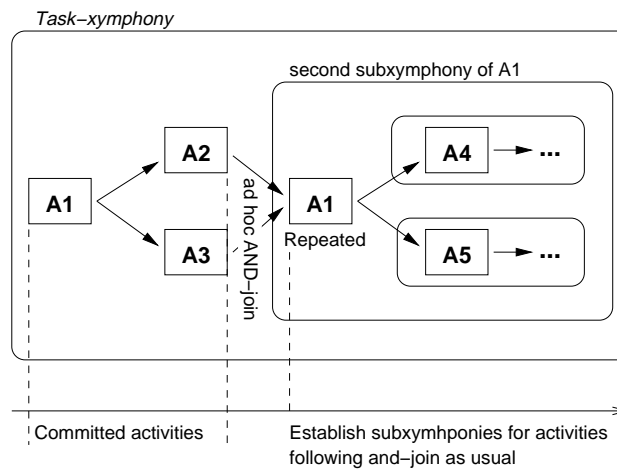 Task–xymphony
second subxymphony of A1
A2
A4
...
A1
ad hoc AND–join
A1
Repeated
A3
A5
...
Committed activities
Establish subxymhponies for activities
following and–join as usual